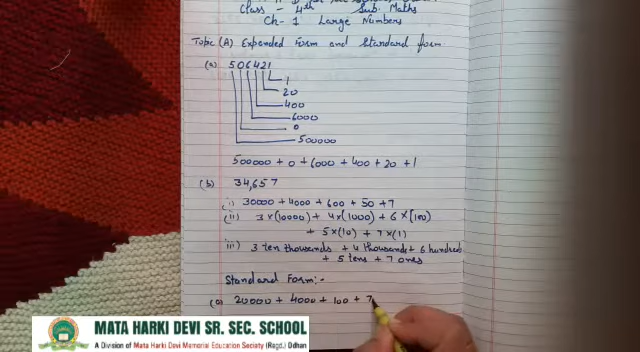 Class - 4th Sub. Maths
Ch- 1 Large Numbers
Topic (A) Expanded Form and Standard form
(a) 506421
1
20
400
6000
0
500000
500000 + 0 + 6000 + 400 + 20 + 1
(b) 34,657
i) 30000 + 4000 + 600 + 50 + 7
(ii) 3 × (10000) + 4 × (1000) + 6 × (100)
+ 5 × (10) + 7 × (1)
iii) 3 ten thousands + 4 thousands + 6 hundreds
+ 5 tens + 7 ones
Standard Form:-
(a) 20000 + 4000 + 100 + 7
MATA HARKI DEVI SR. SEC. SCHOOL
A Division of Mata Harki Devi Memorial Education Society (Regd.) Odhan